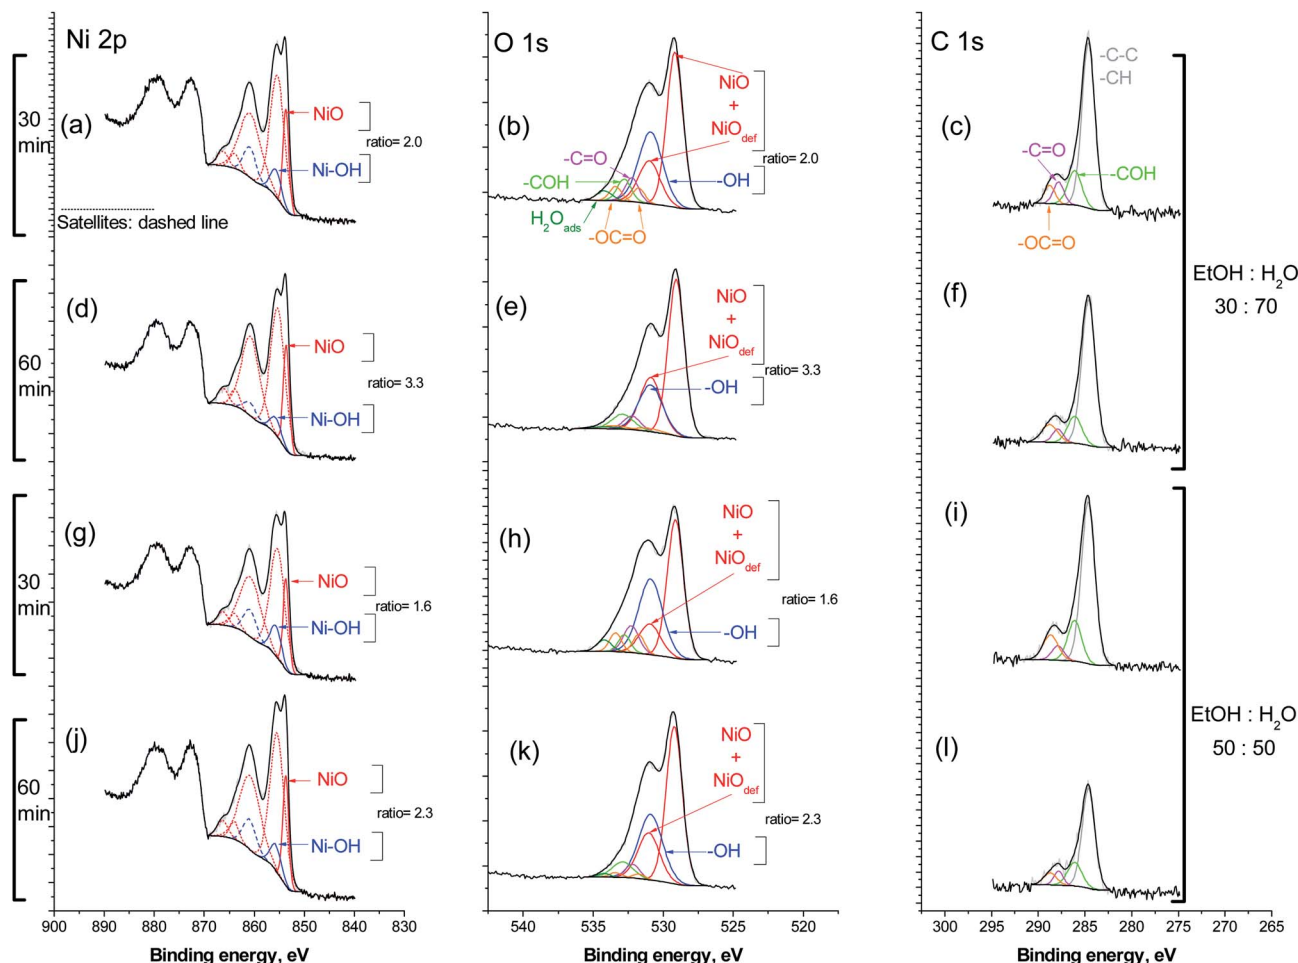 Ni 2p
O 1s
C 1s
30
min
(a)
NiO
ratio= 2.0
Ni-OH
Satellites: dashed line
(b)
NiO
+
NiOdef
ratio= 2.0
-C=O
-COH
-OH
H2Oads
-OC=O
(c)
-C-C
-CH
-C=O
-COH
-OC=O
EtOH : H2O
30 : 70
60
min
(d)
NiO
ratio= 3.3
Ni-OH
(e)
NiO
+
NiOdef
ratio= 3.3
-OH
(f)
30
min
(g)
NiO
ratio= 1.6
Ni-OH
(h)
NiO
+
NiOdef
ratio= 1.6
-OH
(i)
EtOH : H2O
50 : 50
60
min
(j)
NiO
ratio= 2.3
Ni-OH
(k)
NiO
+
NiOdef
ratio= 2.3
-OH
(l)
900 890 880 870 860 850 840 830
540 530 520
300 295 290 285 280 275 270 265
Binding energy, eV
Binding energy, eV
Binding energy, eV